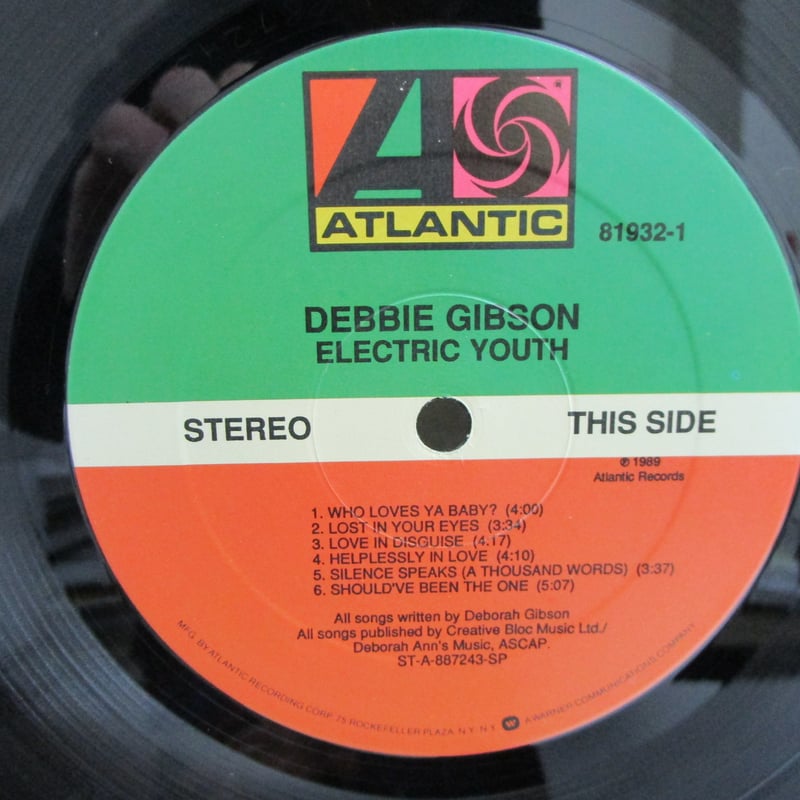 ATLANTIC
81932-1
DEBBIE GIBSON
ELECTRIC YOUTH
STEREO
THIS SIDE
℗ 1989
Atlantic Records
1. WHO LOVES YA BABY? (4:00)
2. LOST IN YOUR EYES (3:34)
3. LOVE IN DISGUISE (4:17)
4. HELPLESSLY IN LOVE (4:10)
5. SILENCE SPEAKS (A THOUSAND WORDS) (3:37)
6. SHOULD'VE BEEN THE ONE (5:07)
All songs written by Deborah Gibson
All songs published by Creative Bloc Music Ltd./
Deborah Ann's Music, ASCAP.
ST-A-887243-SP
MFG. BY ATLANTIC RECORDING CORP. 75 ROCKEFELLER PLAZA, N.Y. N.Y. A WARNER COMMUNICATIONS COMPANY